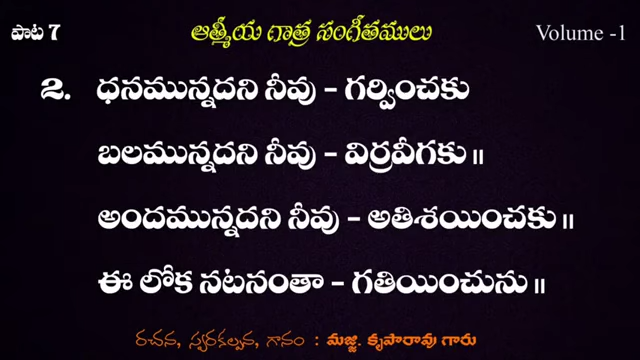 పాట 7 ఆత్మీయ గాత్ర సంగీతములు Volume -1
2. ధనమున్నదని నీవు - గర్వించకు
బలమున్నదని నీవు - విర్రవీగకు ॥
అందమున్నదని నీవు - అతిశయించకు ॥
ఈ లోక నటనంతా - గతియించును ॥
రచన, స్వరకల్పన, గానం : మజ్జి. కృపారావు గారు